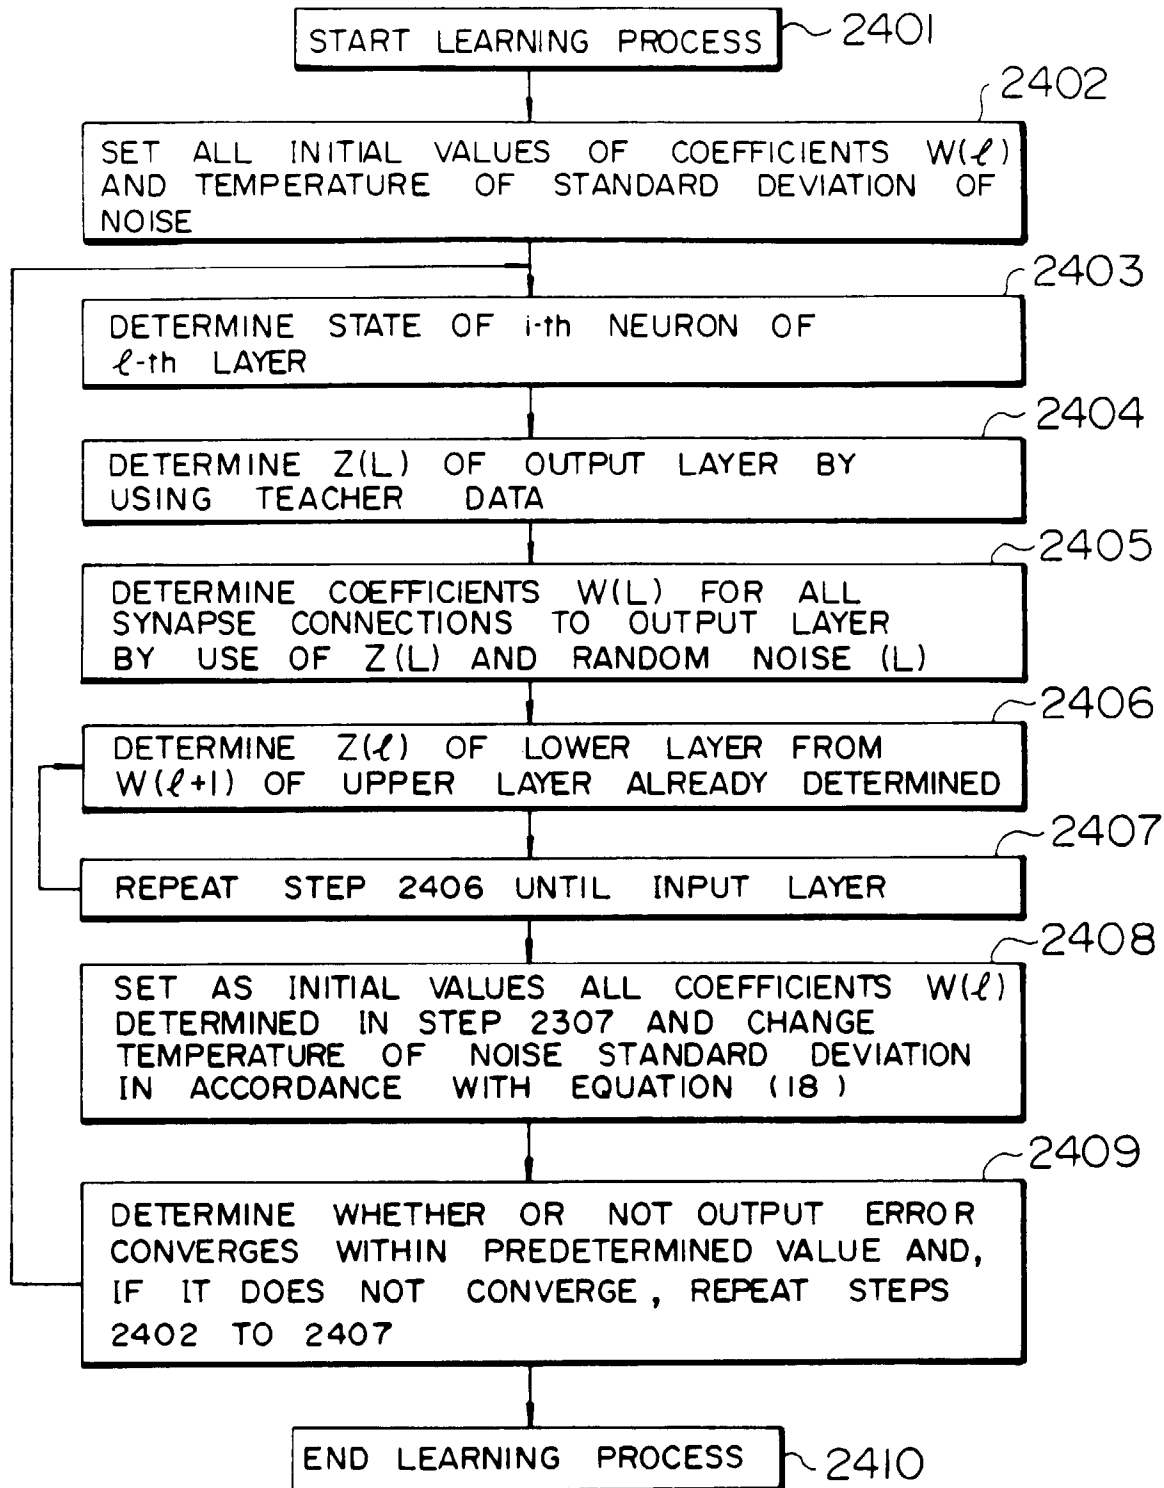 START LEARNING PROCESS
2401
2402
SET ALL INITIAL VALUES OF COEFFICIENTS W(ℓ)
AND TEMPERATURE OF STANDARD DEVIATION OF
NOISE
2403
DETERMINE STATE OF i-th NEURON OF
ℓ-th LAYER
2404
DETERMINE Z(L) OF OUTPUT LAYER BY
USING TEACHER DATA
2405
DETERMINE COEFFICIENTS W(L) FOR ALL
SYNAPSE CONNECTIONS TO OUTPUT LAYER
BY USE OF Z(L) AND RANDOM NOISE (L)
2406
DETERMINE Z(ℓ) OF LOWER LAYER FROM
W(ℓ+1) OF UPPER LAYER ALREADY DETERMINED
2407
REPEAT STEP 2406 UNTIL INPUT LAYER
2408
SET AS INITIAL VALUES ALL COEFFICIENTS W(ℓ)
DETERMINED IN STEP 2307 AND CHANGE
TEMPERATURE OF NOISE STANDARD DEVIATION
IN ACCORDANCE WITH EQUATION (18)
2409
DETERMINE WHETHER OR NOT OUTPUT ERROR
CONVERGES WITHIN PREDETERMINED VALUE AND,
IF IT DOES NOT CONVERGE, REPEAT STEPS
2402 TO 2407
END LEARNING PROCESS
2410